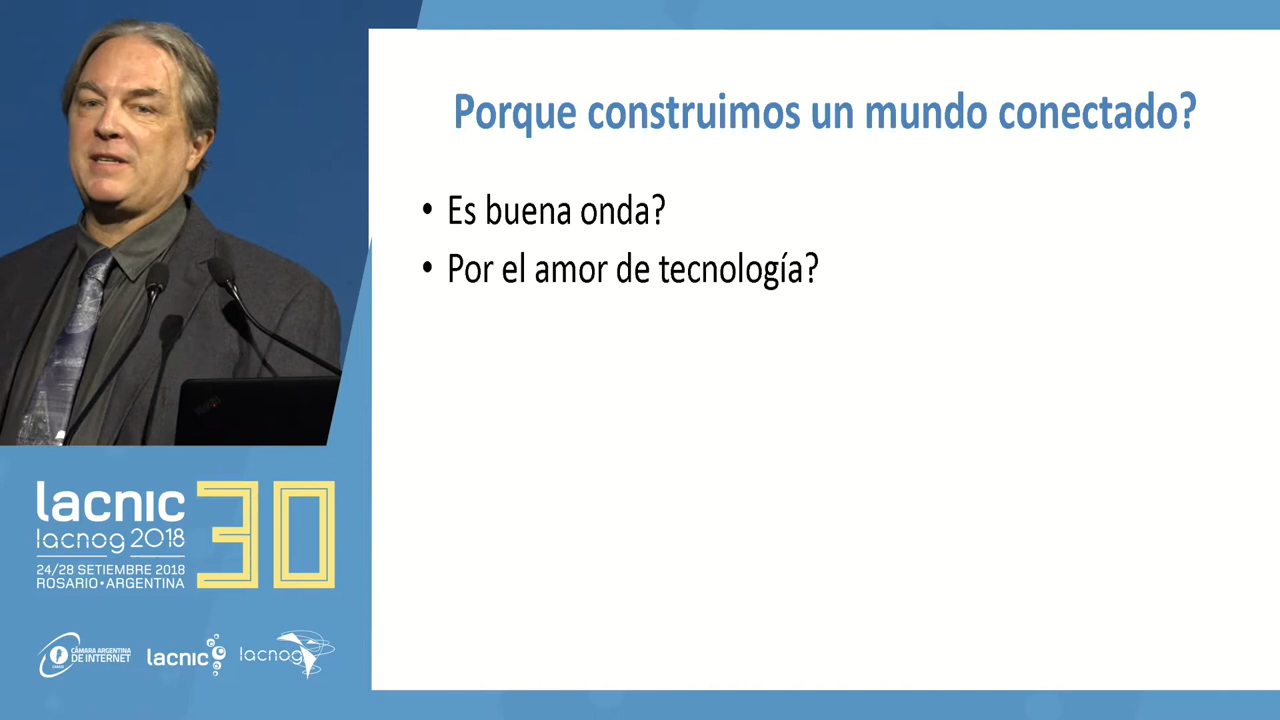 Porque construimos un mundo conectado?
• Es buena onda?
• Por el amor de tecnología?
lacnic 30
lacnog 2018
24/28 SETIEMBRE 2018
ROSARIO•ARGENTINA
CÁMARA ARGENTINA
DE INTERNET
lacnic
lacnog